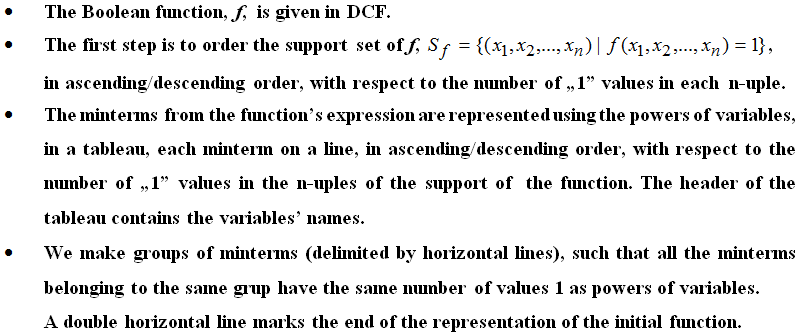 • The Boolean function, f, is given in DCF.
• The first step is to order the support set of f, S_f = {(x_1, x_2,..., x_n) | f(x_1, x_2,..., x_n) = 1},
in ascending/descending order, with respect to the number of „1” values in each n-uple.
• The minterms from the function’s expression are represented using the powers of variables,
in a tableau, each minterm on a line, in ascending/descending order, with respect to the
number of „1” values in the n-uples of the support of the function. The header of the
tableau contains the variables’ names.
• We make groups of minterms (delimited by horizontal lines), such that all the minterms
belonging to the same grup have the same number of values 1 as powers of variables.
A double horizontal line marks the end of the representation of the initial function.